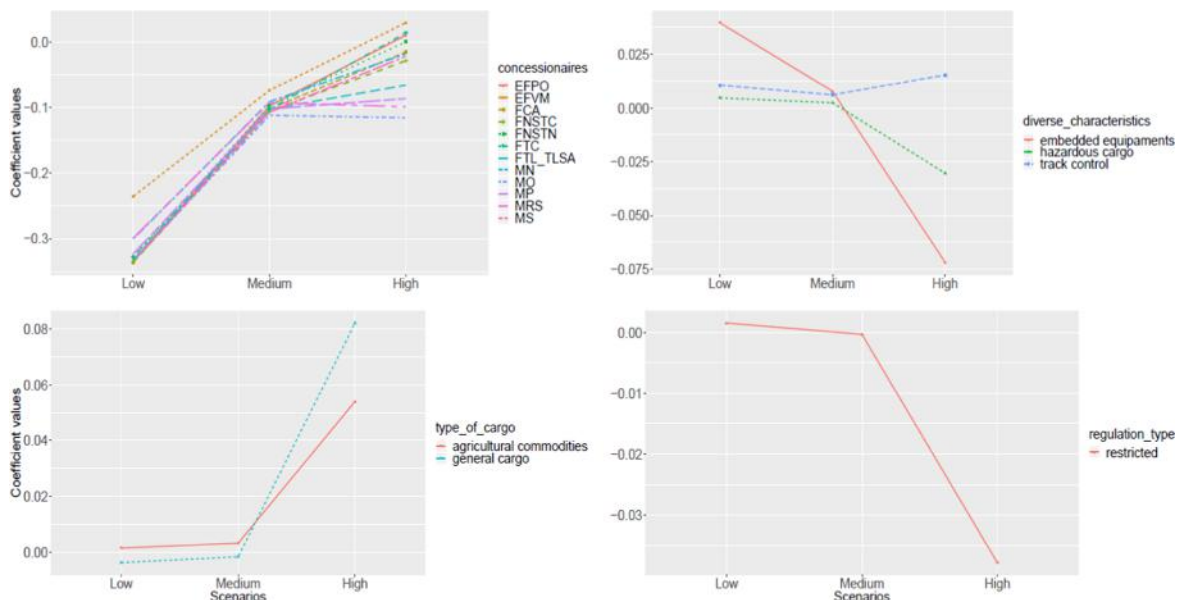 Coefficient values
0.0
−0.1
−0.2
−0.3
Low
Medium
High
concessionaires
EFPO
EFVM
FCA
FNSTC
FNSTN
FTC
FTL_TLSA
MN
MO
MP
MRS
MS
0.025
0.000
−0.025
−0.050
−0.075
Low
Medium
High
diverse_characteristics
embedded equipaments
hazardous cargo
track control
Coefficient values
0.08
0.06
0.04
0.02
0.00
Low
Medium
High
Scenarios
type_of_cargo
agricultural commodities
general cargo
0.00
−0.01
−0.02
−0.03
Low
Medium
High
Scenarios
regulation_type
restricted